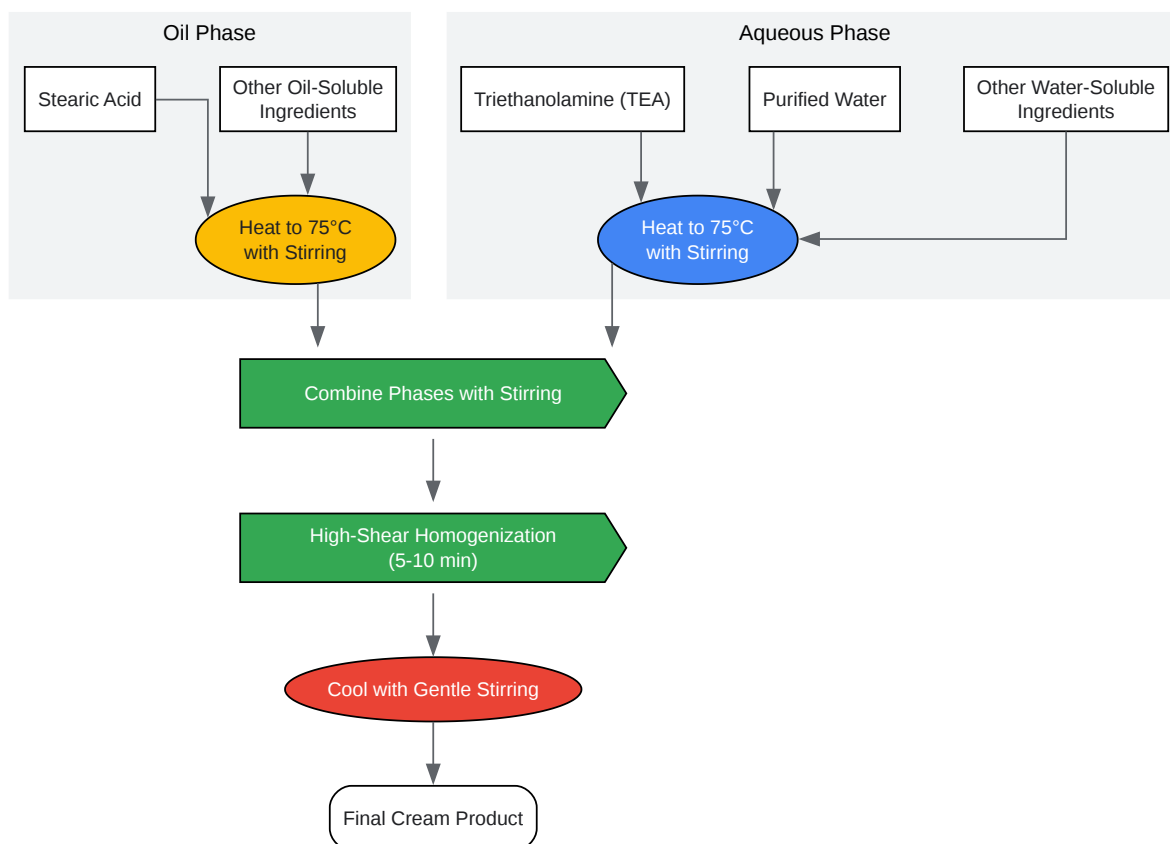 Oil Phase
Stearic Acid
Other Oil-Soluble
Ingredients
Heat to 75°C
with Stirring
Aqueous Phase
Triethanolamine (TEA)
Purified Water
Other Water-Soluble
Ingredients
Heat to 75°C
with Stirring
Combine Phases with Stirring
High-Shear Homogenization
(5-10 min)
Cool with Gentle Stirring
Final Cream Product